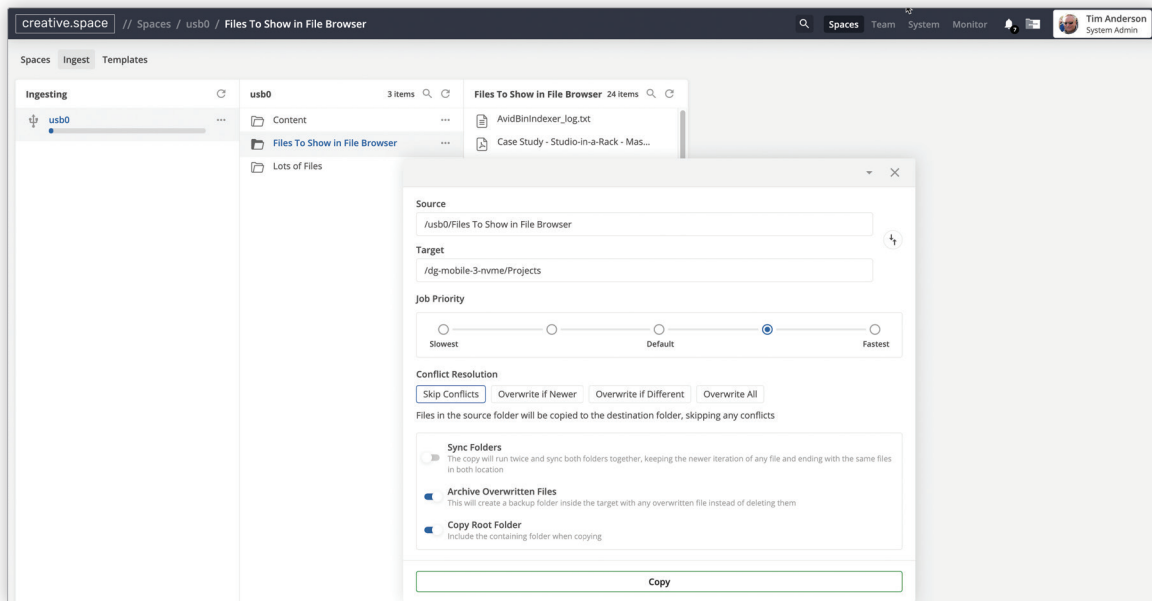 creative.space // Spaces / usb0 / Files To Show in File Browser
Spaces Team System Monitor 7 Tim Anderson
System Admin
Spaces Ingest Templates
Ingesting
usb0
usb0 3 items
Content
Files To Show in File Browser
Lots of Files
Files To Show in File Browser 24 items
AvidBinIndexer_log.txt
Case Study - Studio-in-a-Rack - Mas...
Source
/usb0/Files To Show in File Browser
Target
/dg-mobile-3-nvme/Projects
Job Priority
Slowest Default Fastest
Conflict Resolution
Skip Conflicts Overwrite if Newer Overwrite if Different Overwrite All
Files in the source folder will be copied to the destination folder, skipping any conflicts
Sync Folders
The copy will run twice and sync both folders together, keeping the newer iteration of any file and ending with the same files
in both location
Archive Overwritten Files
This will create a backup folder inside the target with any overwritten file instead of deleting them
Copy Root Folder
Include the containing folder when copying
Copy